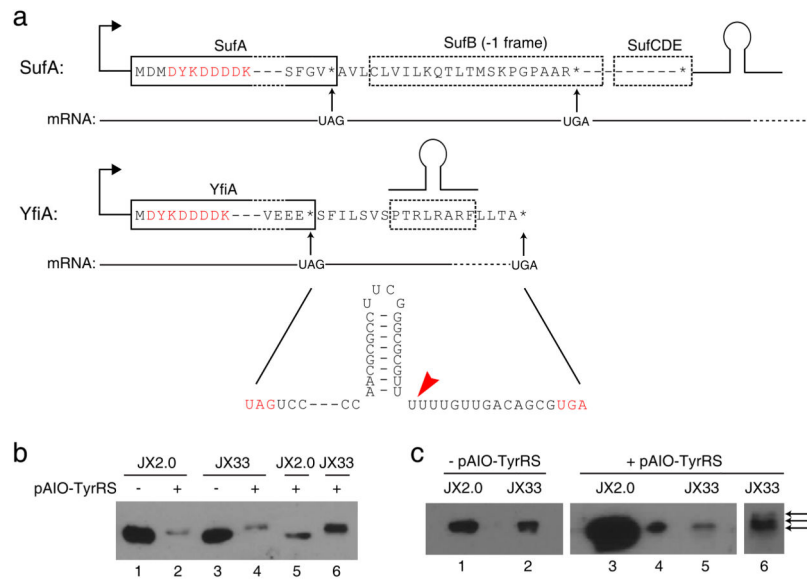 a
SufA
SufB (-1 frame)
SufCDE
SufA:
MDMDYKDDDDK---SFGV*AVLCLVILKQTLTMSKPGPAAR*--------*
mRNA:
UAG
UGA
YfiA
YfiA:
MDYKDDDDK---VEEE*SFILSVSPTRLRARFLLTA*
mRNA:
UAG
UGA
UAGUCC---CCAACGCGCCUUCGGGGCGCGUUUUUUGUUGACAGCGUGA
b
JX2.0 JX33 JX2.0 JX33
pAIO-TyrRS - + - + + +
1 2 3 4 5 6
c
- pAIO-TyrRS + pAIO-TyrRS
JX2.0 JX33 JX2.0 JX33 JX33
1 2 3 4 5 6